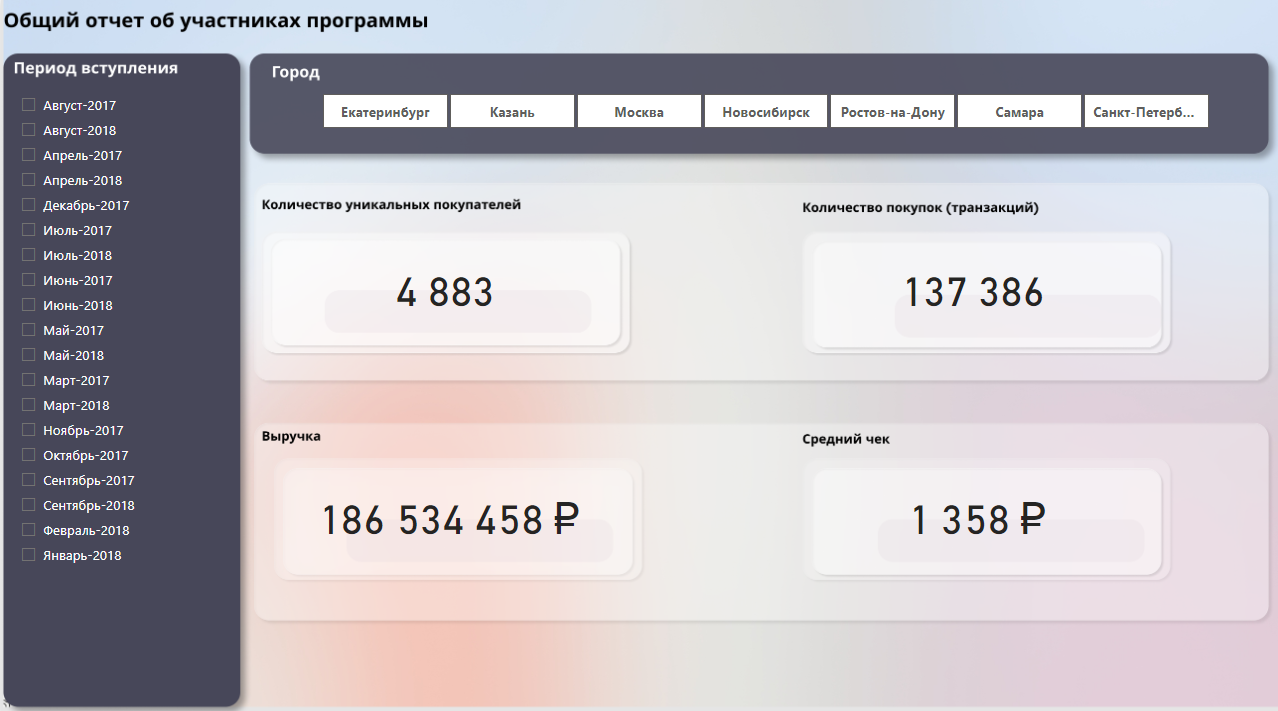 Общий отчет об участниках программы
Период вступления
Август-2017
Август-2018
Апрель-2017
Апрель-2018
Декабрь-2017
Июль-2017
Июль-2018
Июнь-2017
Июнь-2018
Май-2017
Май-2018
Март-2017
Март-2018
Ноябрь-2017
Октябрь-2017
Сентябрь-2017
Сентябрь-2018
Февраль-2018
Январь-2018
Город
Екатеринбург Казань Москва Новосибирск Ростов-на-Дону Самара Санкт-Петерб...
Количество уникальных покупателей
4 883
Количество покупок (транзакций)
137 386
Выручка
186 534 458 ₽
Средний чек
1 358 ₽